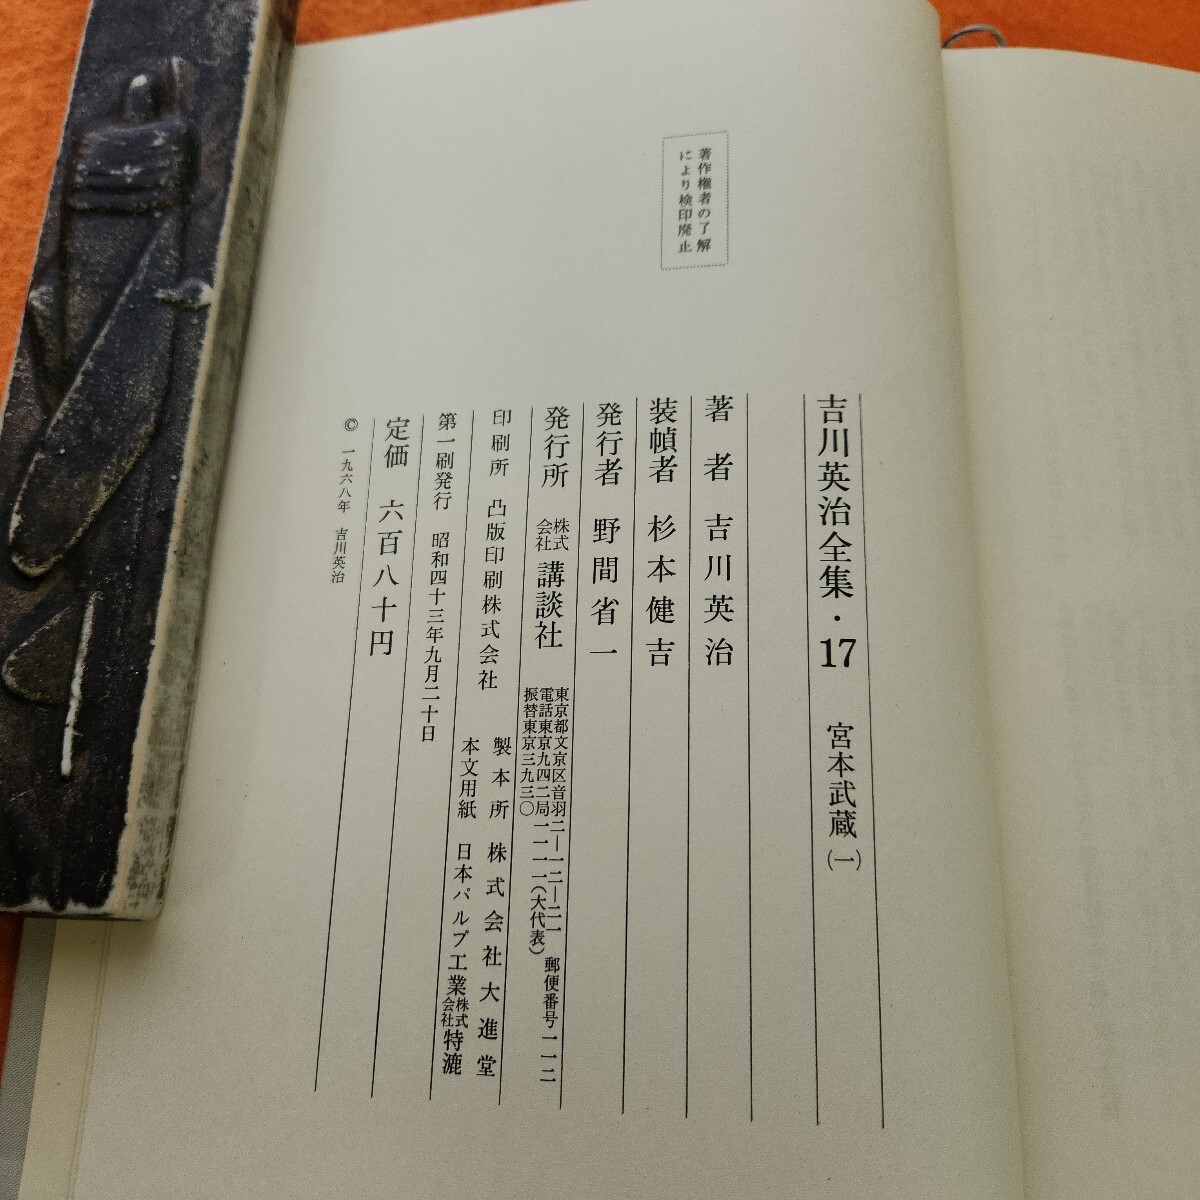 著作権者の了解
により検印廃止
吉川英治全集・17 宮本武蔵(一)
著者 吉川英治
装幀者 杉本健吉
発行者 野間省一
発行所 株式会社 講談社
東京都文京区音羽二—一二—二一 郵便番号一一二
電話東京九四二局一一一一(大代表)
振替東京三九三〇
印刷所 凸版印刷株式会社
製本所 株式会社大進堂
本文用紙 日本パルプ工業株式会社特漉
第一刷発行 昭和四十三年九月二十日
定価 六百八十円
© 一九六八年 吉川英治